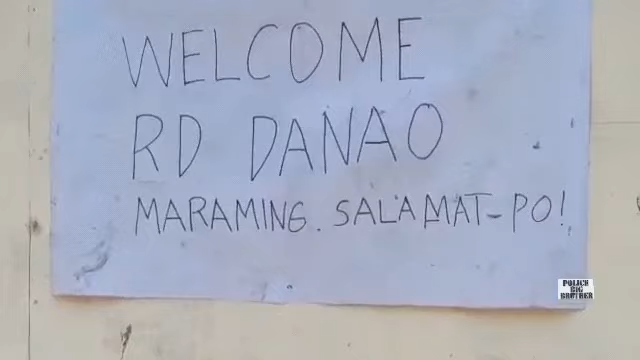 WELCOME
RD DANAO
MARAMING. SALAMAT-PO!
POLICE
BIG
BROTHER